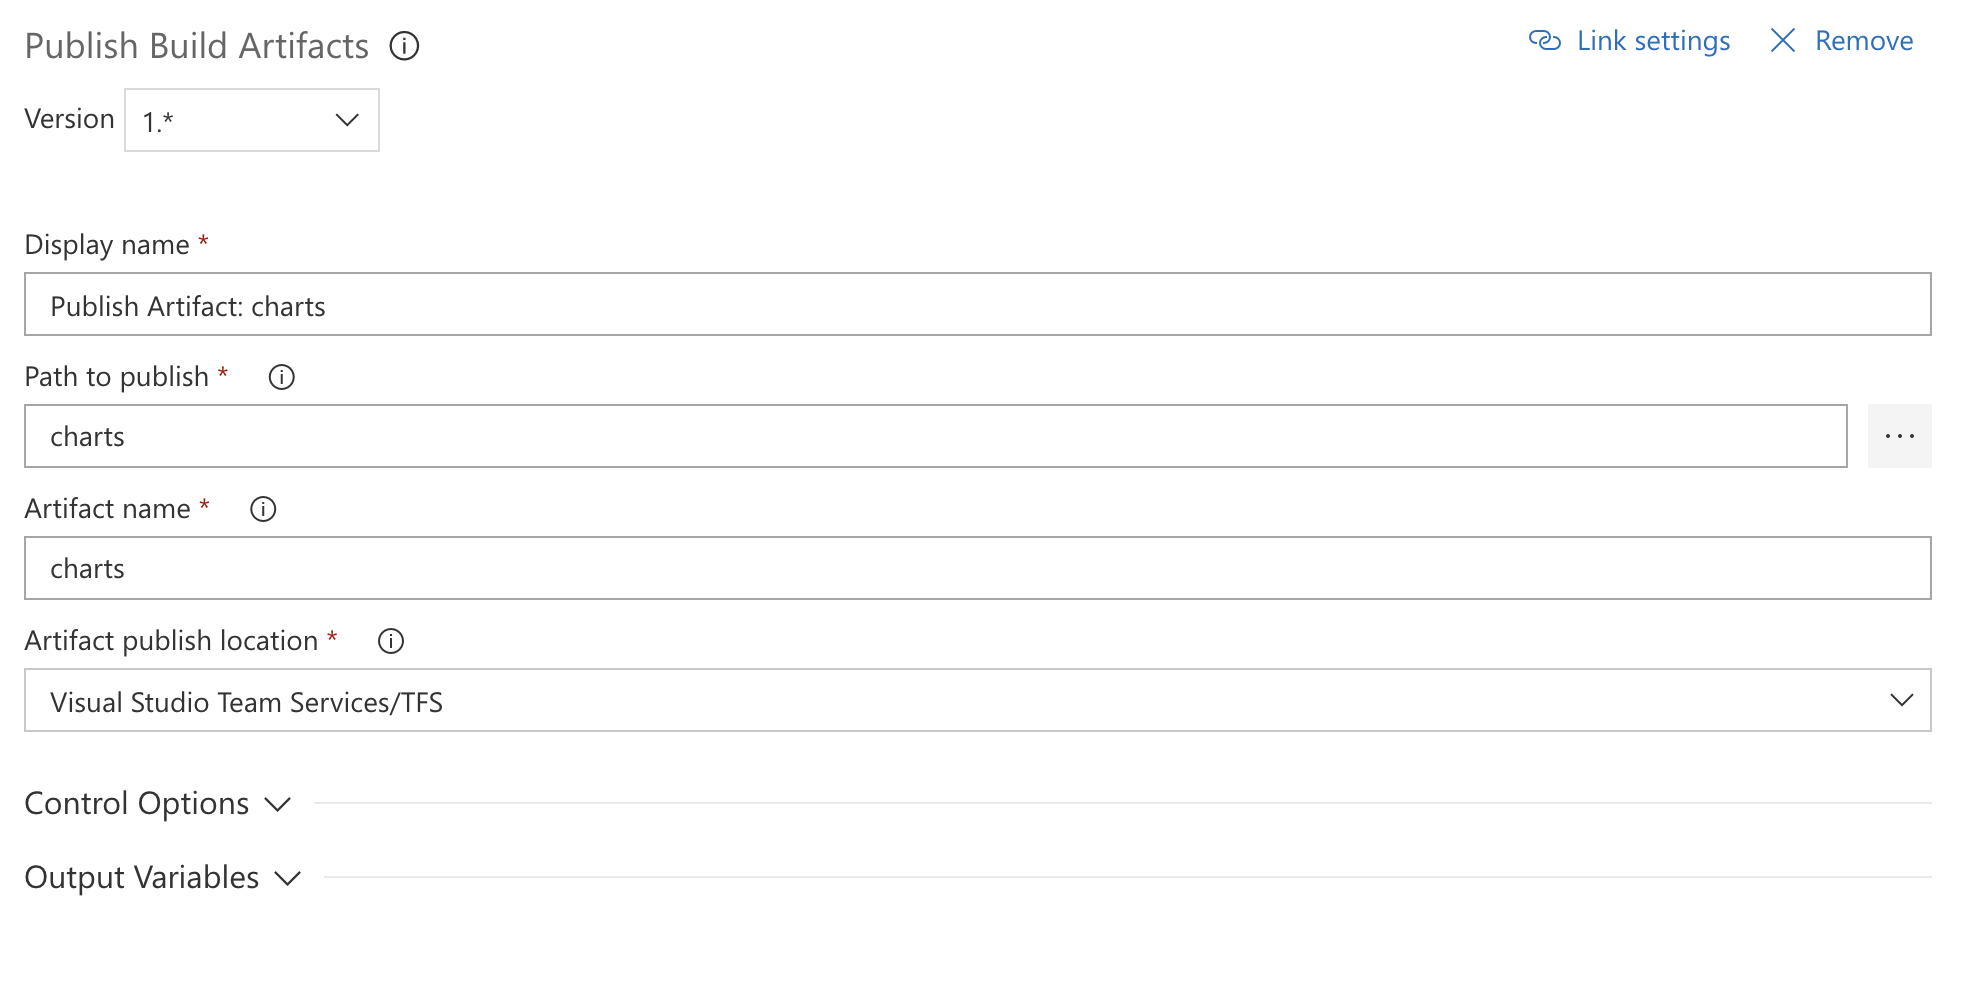 Publish Build Artifacts
Link settings
Remove
Version
1.*
Display name *
Publish Artifact: charts
Path to publish *
charts
...
Artifact name *
charts
Artifact publish location *
Visual Studio Team Services/TFS
Control Options
Output Variables